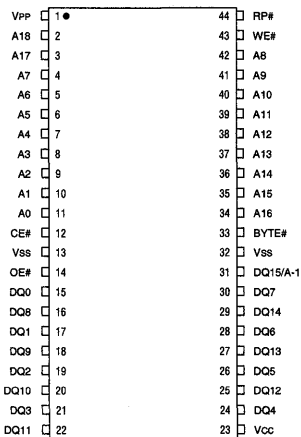 VPP 1 44 RP#
A18 2 43 WE#
A17 3 42 A8
A7 4 41 A9
A6 5 40 A10
A5 6 39 A11
A4 7 38 A12
A3 8 37 A13
A2 9 36 A14
A1 10 35 A15
A0 11 34 A16
CE# 12 33 BYTE#
VSS 13 32 VSS
OE# 14 31 DQ15/A-1
DQ0 15 30 DQ7
DQ8 16 29 DQ14
DQ1 17 28 DQ6
DQ9 18 27 DQ13
DQ2 19 26 DQ5
DQ10 20 25 DQ12
DQ3 21 24 DQ4
DQ11 22 23 VCC